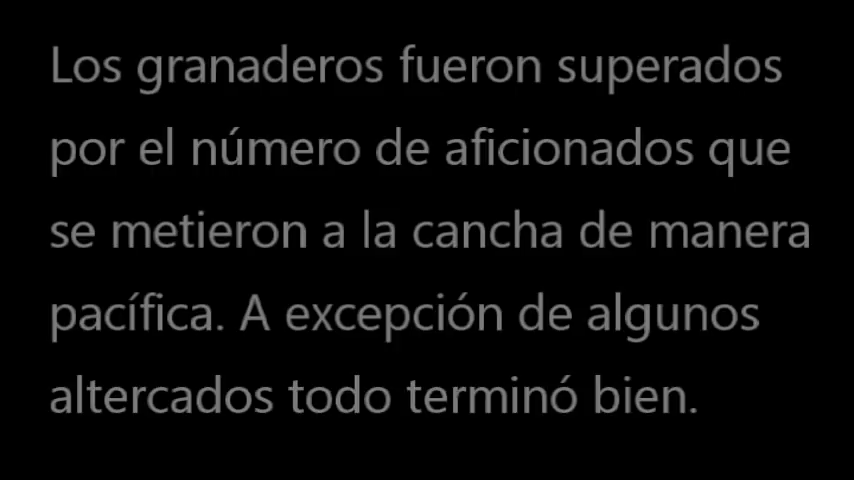 Los granaderos fueron superados
por el número de aficionados que
se metieron a la cancha de manera
pacífica. A excepción de algunos
altercados todo terminó bien.